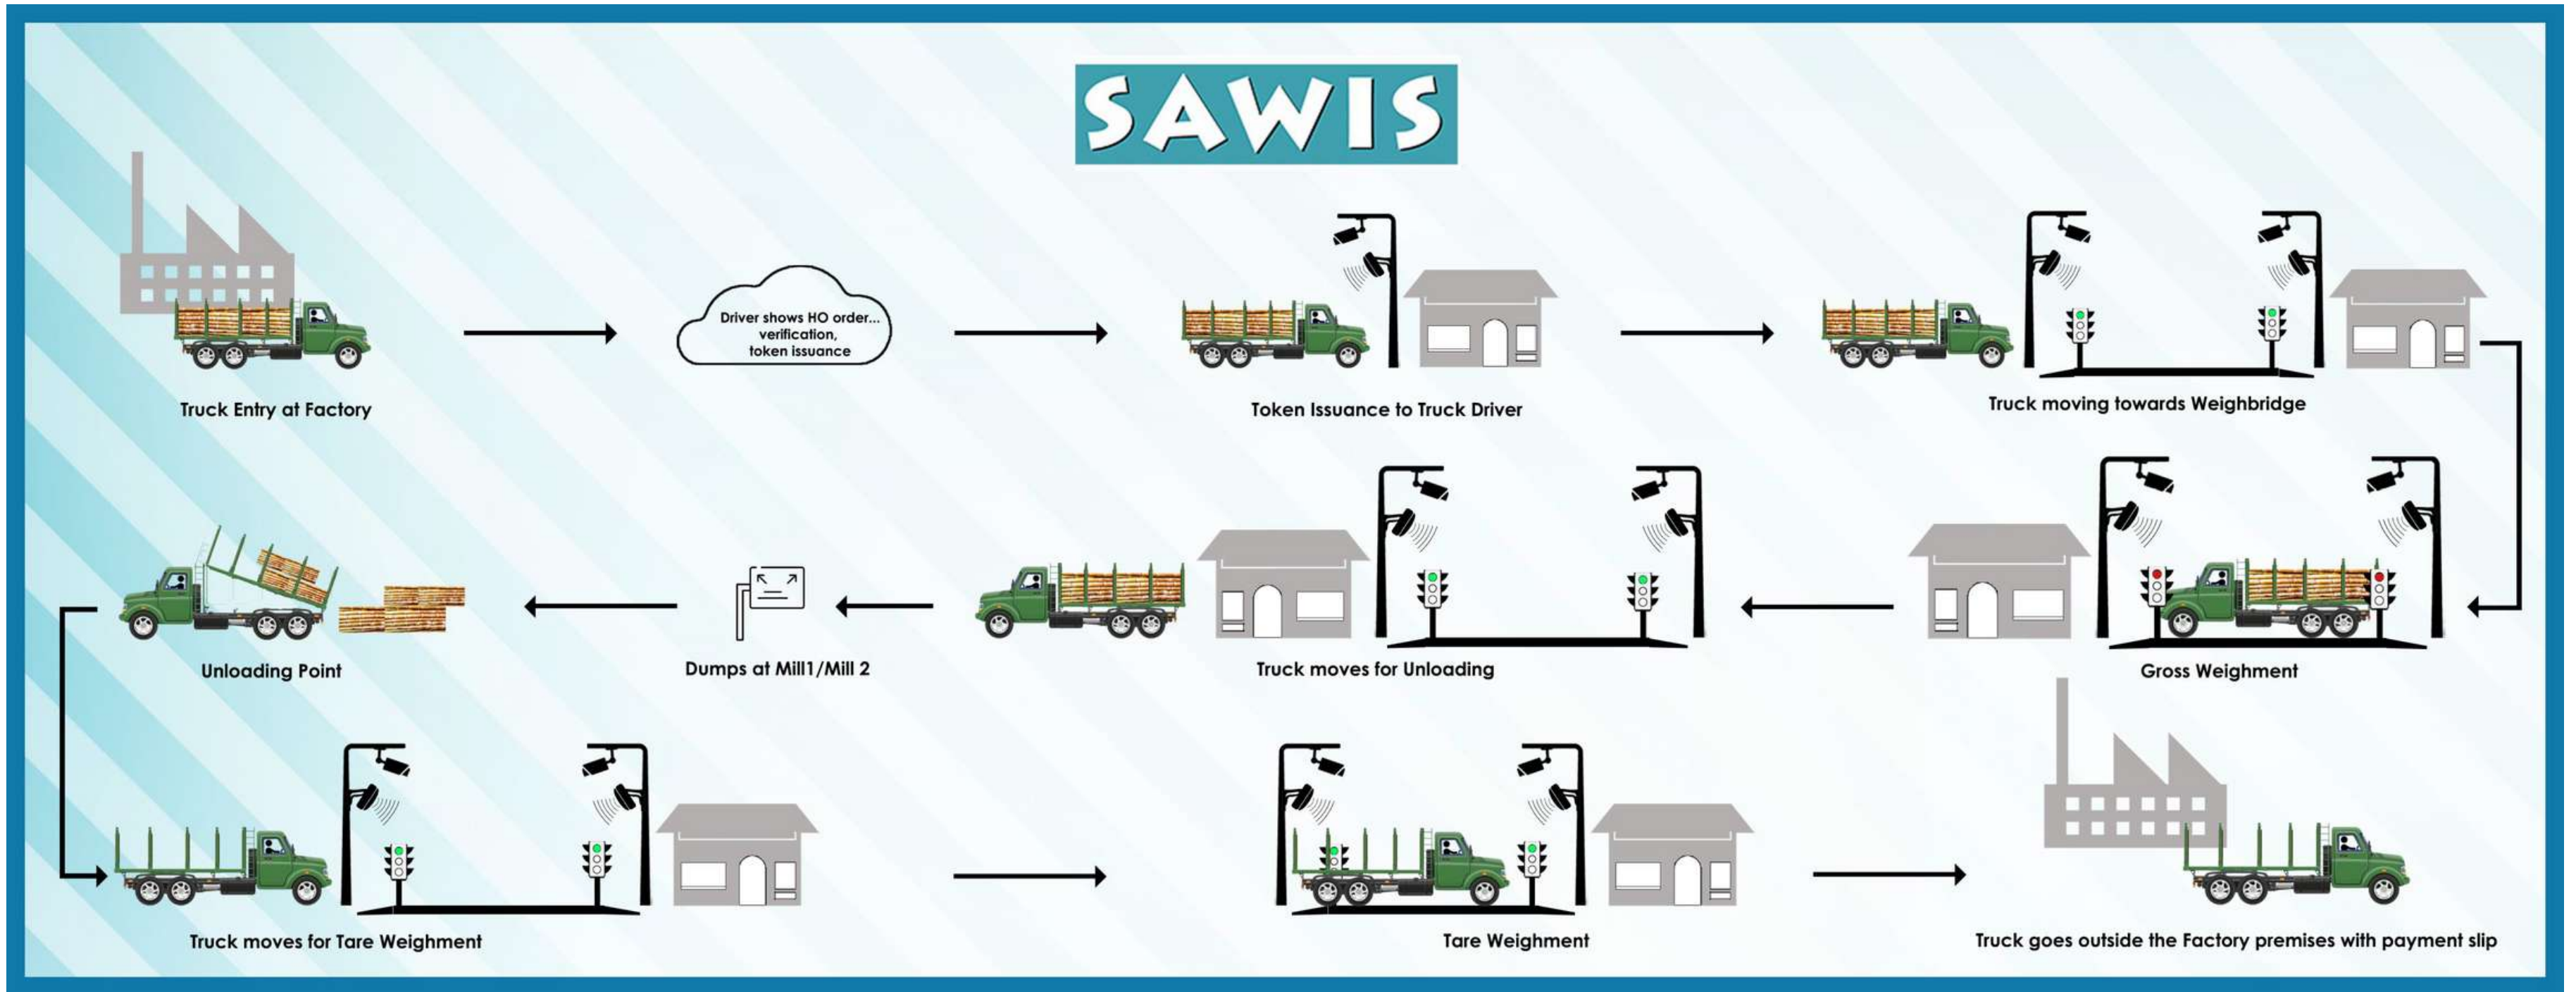 SAWIS
Driver shows HO order...
verification,
token issuance
Truck Entry at Factory
Token Issuance to Truck Driver
Truck moving towards Weighbridge
Unloading Point
Dumps at Mill1/Mill 2
Truck moves for Unloading
Gross Weighment
Truck moves for Tare Weighment
Tare Weighment
Truck goes outside the Factory premises with payment slip